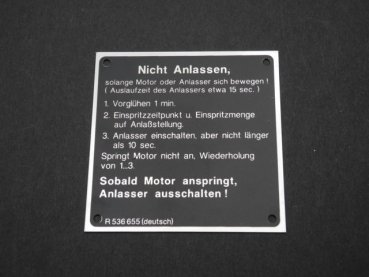 Nicht Anlassen,
solange Motor oder Anlasser sich bewegen !
( Auslaufzeit des Anlassers etwa 15 sec. )
1. Vorglühen 1 min.
2. Einspritzzeitpunkt u. Einspritzmenge
auf Anlaßstellung.
3. Anlasser einschalten, aber nicht länger
als 10 sec.
Springt Motor nicht an, Wiederholung
von 1...3.
Sobald Motor anspringt,
Anlasser ausschalten !
R 536 655 (deutsch)